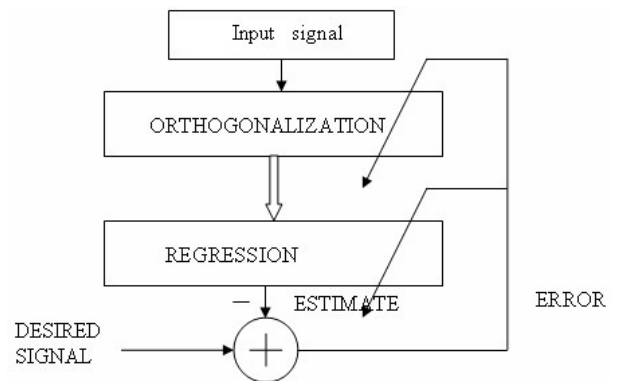 Input signal
ORTHOGONALIZATION
REGRESSION
− ESTIMATE
ERROR
DESIRED
SIGNAL
+